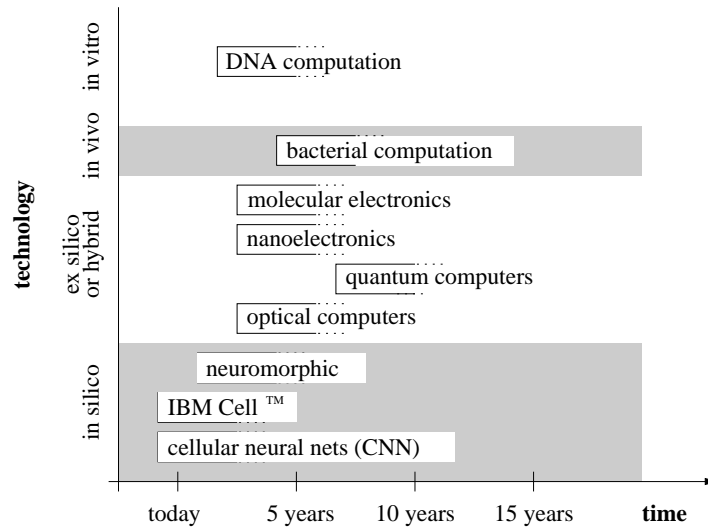 in vitro
DNA computation
in vivo
bacterial computation
technology
ex silico
or hybrid
molecular electronics
nanoelectronics
quantum computers
optical computers
in silico
neuromorphic
IBM Cell ™
cellular neural nets (CNN)
today 5 years 10 years 15 years time